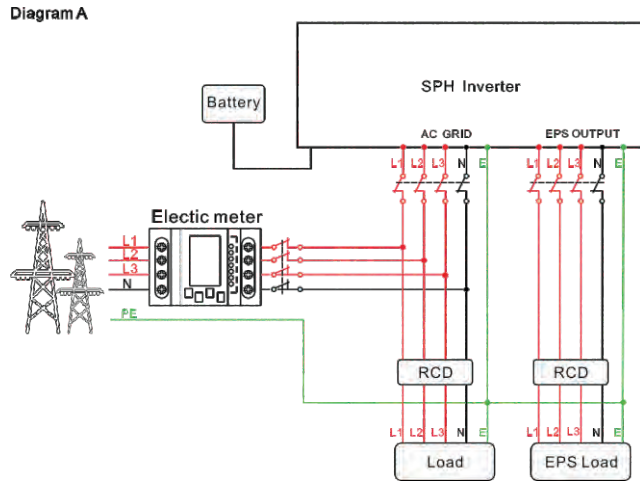 Diagram A
SPH Inverter
Battery
AC GRID
EPS OUTPUT
L1 L2 L3 N E
L1 L2 L3 N E
Electic meter
L1
L2
L3
N
PE
RCD
RCD
L1 L2 L3 N E
L1 L2 L3 N E
Load
EPS Load